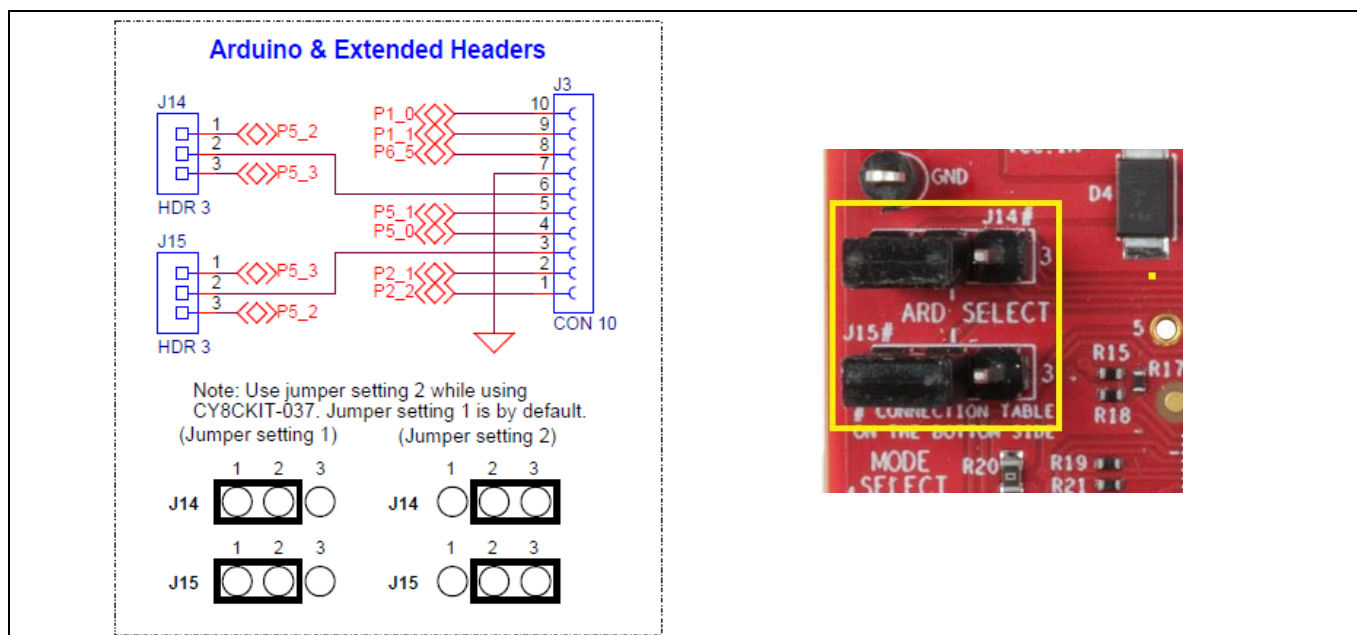 Arduino & Extended Headers
J14
1
P5_2
2
3
P5_3
HDR 3
J15
1
P5_3
2
3
P5_2
HDR 3
J3
P1_0
10
P1_1
9
P6_5
8
7
6
P5_1
5
P5_0
4
3
P2_1
2
P2_2
1
CON 10
Note: Use jumper setting 2 while using
CY8CKIT-037. Jumper setting 1 is by default.
(Jumper setting 1)
(Jumper setting 2)
1 2 3
J14
1 2 3
J14
1 2 3
J15
1 2 3
J15
GND
D4
J14#
3
ARD SELECT
J15#
3
5
R15
R17
R18
# CONNECTION TABLE
ON THE BOTTOM SIDE
MODE
SELECT
R20
R19
R21